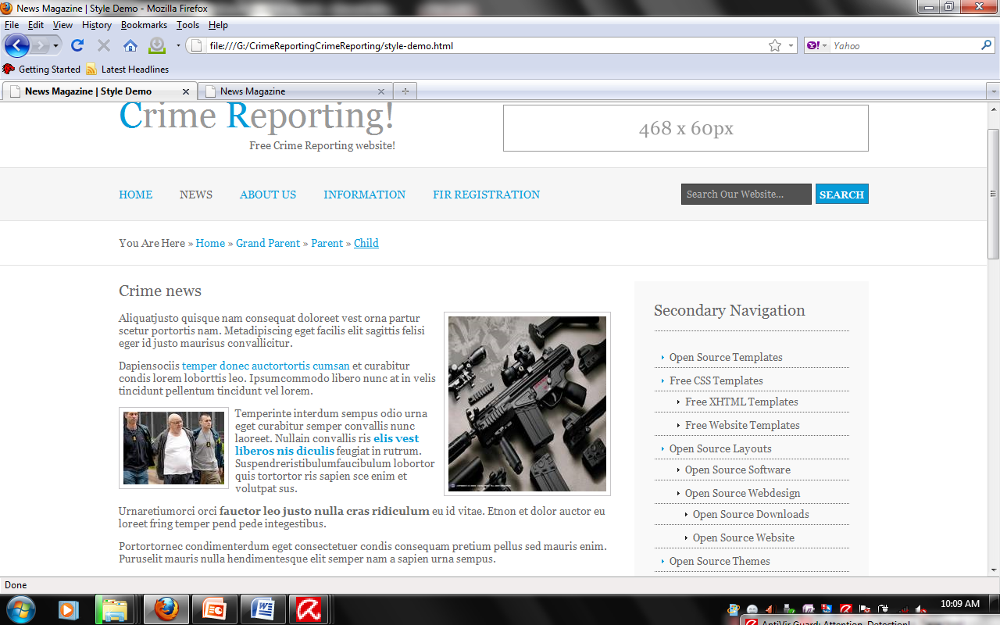 News Magazine | Style Demo - Mozilla Firefox
File Edit View History Bookmarks Tools Help
file:///G:/CrimeReportingCrimeReporting/style-demo.html
Y! Yahoo
Getting Started Latest Headlines
News Magazine | Style Demo News Magazine
Crime Reporting!
Free Crime Reporting website!
468 x 60px
HOME NEWS ABOUT US INFORMATION FIR REGISTRATION
Search Our Website... SEARCH
You Are Here » Home » Grand Parent » Parent » Child
Crime news
Aliquatjusto quisque nam consequat doloreet vest orna partur
scetur portortis nam. Metadipiscing eget facilis elit sagittis felisi
eger id justo maurisus convallicitur.
Dapiensociis temper donec auctortortis cumsan et curabitur
condis lorem loborttis leo. Ipsumcommodo libero nunc at in velis
tincidunt pellentum tincidunt vel lorem.
Temperinte interdum sempus odio urna
eget curabitur semper convallis nunc
laoreet. Nullain convallis ris elis vest
liberos nis diculis feugiat in rutrum.
Suspendreristibulumfaucibulum lobortor
quis tortortor ris sapien sce enim et
volutpat sus.
Urnaretiumorci orci fauctor leo justo nulla cras ridiculum eu id vitae. Etnon et dolor auctor eu
loreet fring temper pend pede integestibus.
Portortornec condimenterdum eget consectetuer condis consequam pretium pellus sed mauris enim.
Puruselit mauris nulla hendimentesque elit semper nam a sapien urna sempus.
Secondary Navigation
Open Source Templates
Free CSS Templates
Free XHTML Templates
Free Website Templates
Open Source Layouts
Open Source Software
Open Source Webdesign
Open Source Downloads
Open Source Website
Open Source Themes
Done
10:09 AM
AntiVir Guard: Attention, Detection!